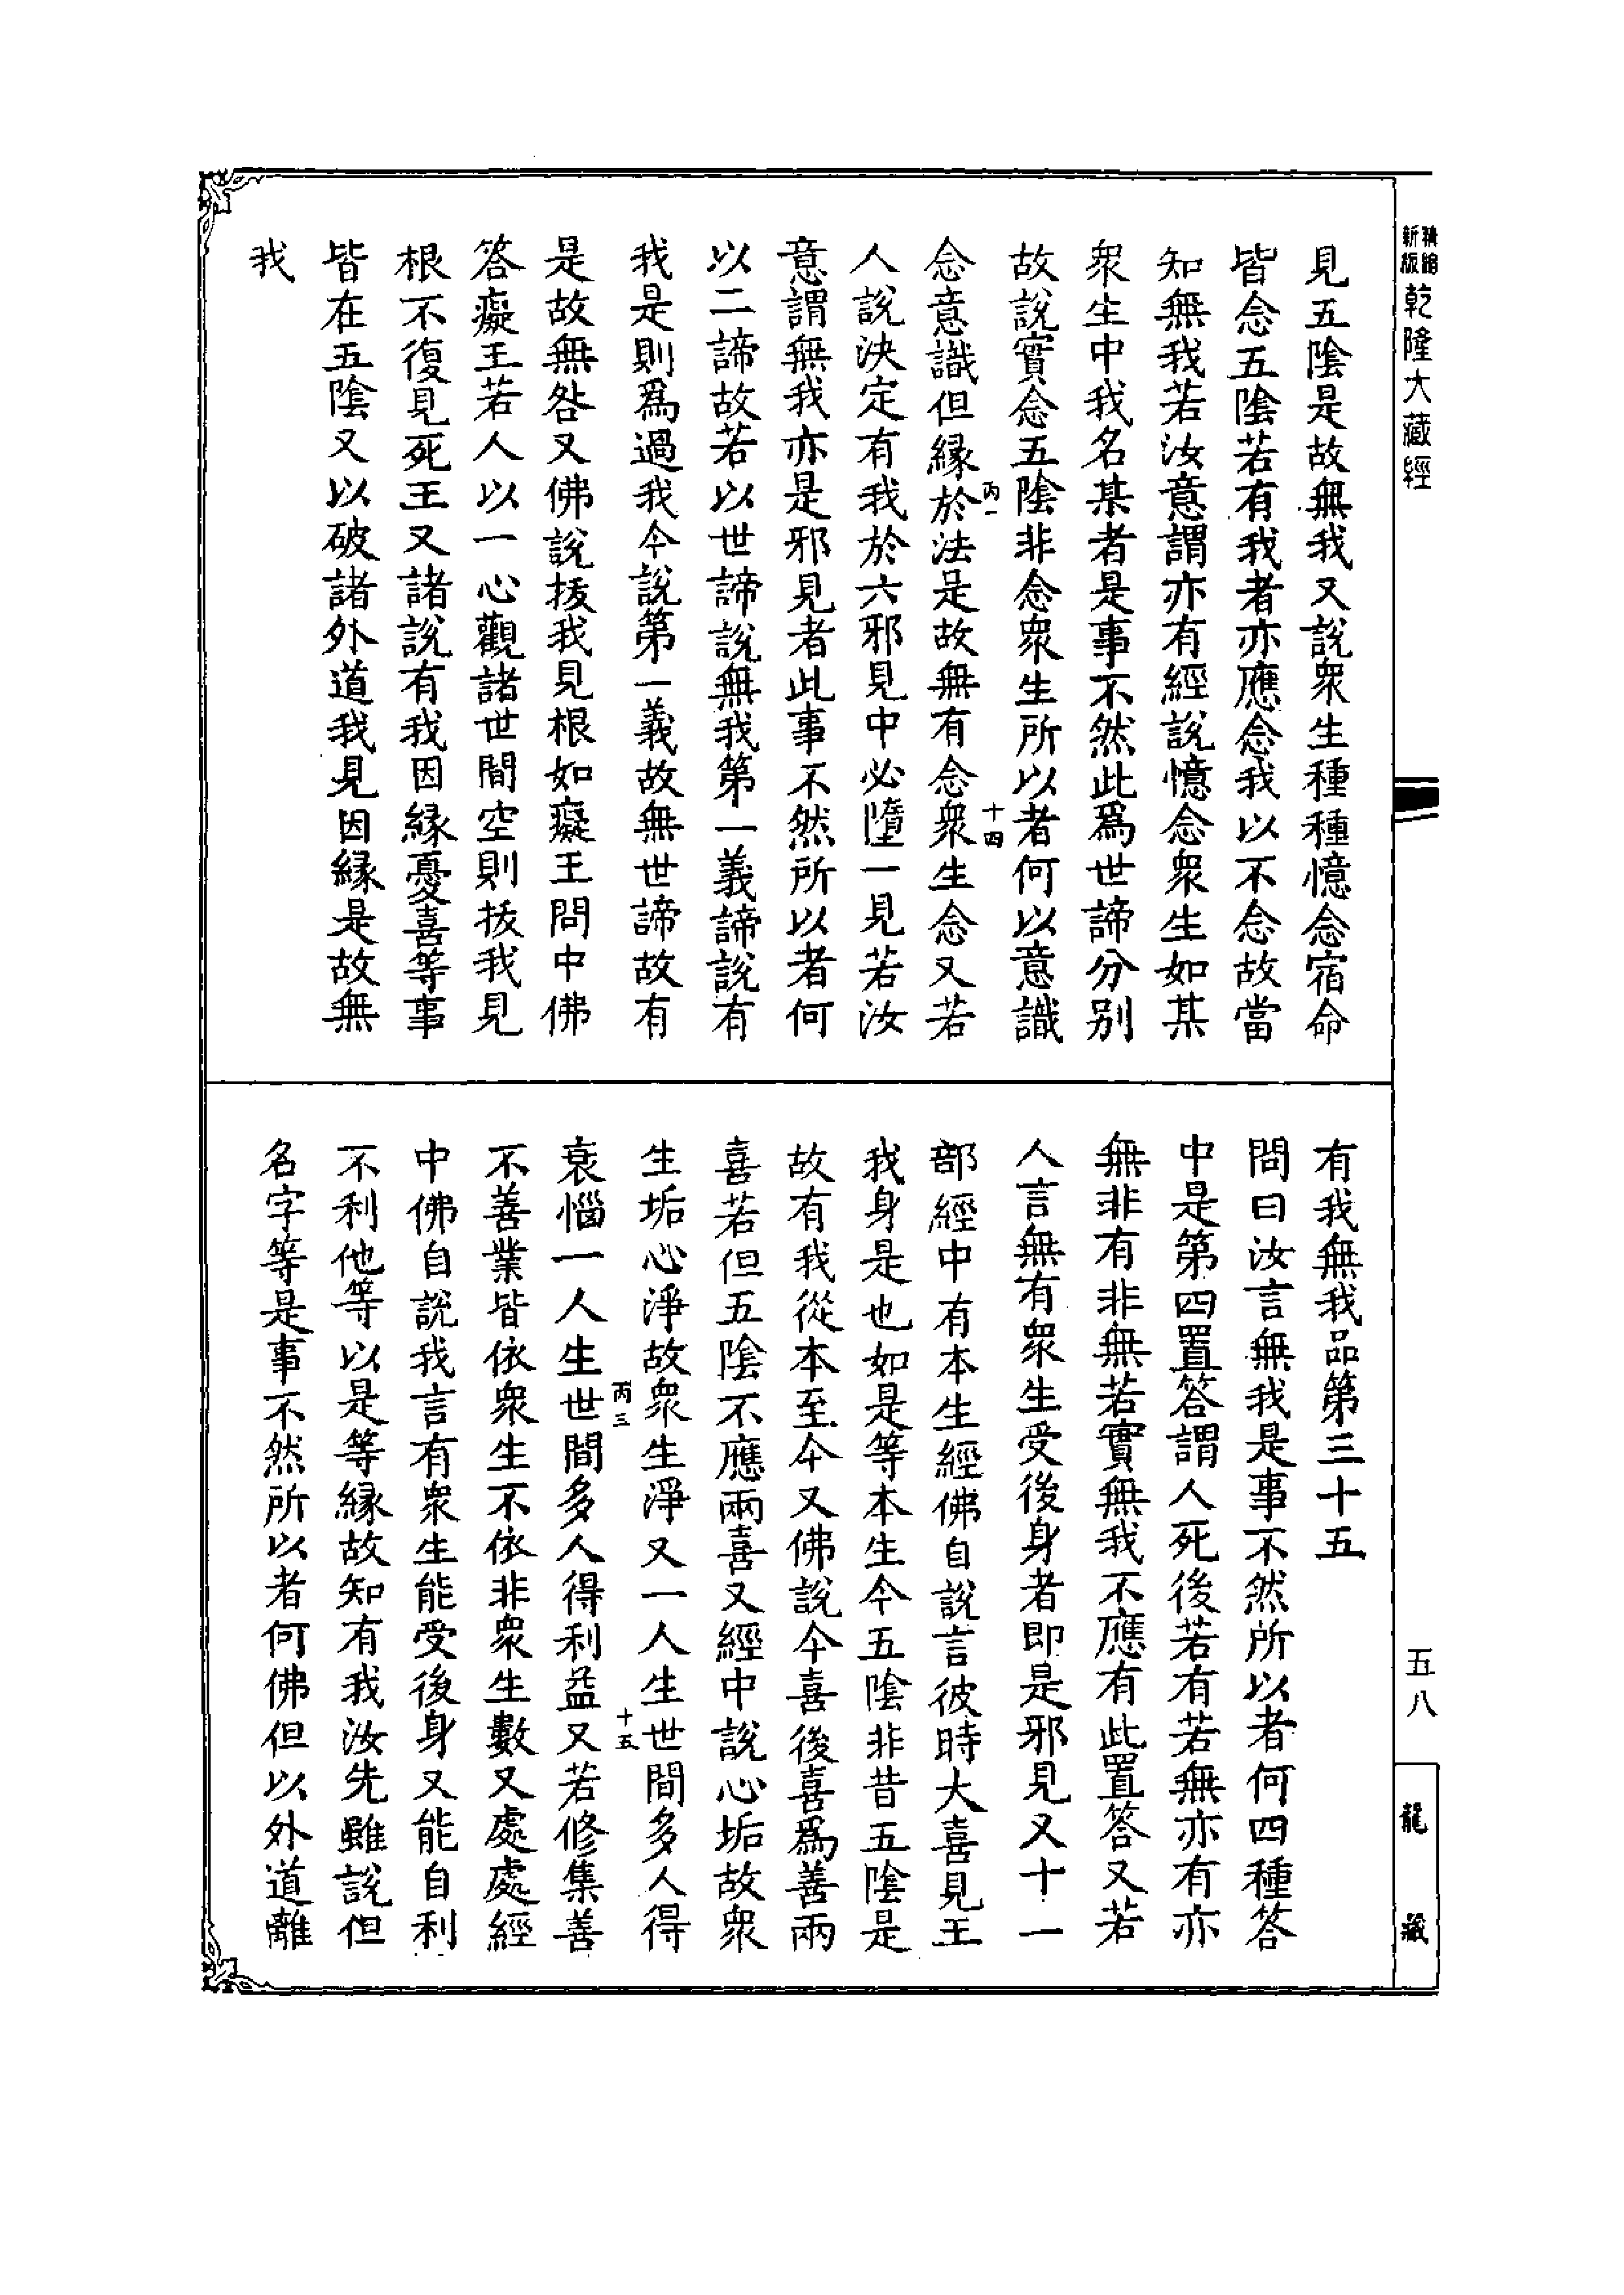 精縮
新版
乾隆大藏經
見五隂是故無我又說衆生種種憶念宿命
皆念五隂若有我者亦應念我以不念故當
知無我若汝意謂亦有經說憶念衆生如某
衆生中我名某者是事不然此爲世諦分别
故說實念五隂非念衆生所以者何以意識
丙一
十四
念意識但緣於法是故無有念衆生念又若
人說決定有我於六邪見中必墮一見若汝
意謂無我亦是邪見者此事不然所以者何
以二諦故若以世諦說無我第一義諦說有
我是則爲過我今說第一義故無世諦故有
是故無咎又佛說拔我見根如癡王問中佛
答癡王若人以一心觀諸世間空則拔我見
根不復見死王又諸說有我因緣憂喜等事
皆在五隂又以破諸外道我見因緣是故無
我
有我無我品第三十五
問曰汝言無我是事不然所以者何四種答
中是第四置答謂人死後若有若無亦有亦
無非有非無若實無我不應有此置答又若
人言無有衆生受後身者即是邪見又十一
部經中有本生經佛自說言彼時大喜見王
我身是也如是等本生今五隂非昔五隂是
故有我從本至今又佛說今喜後喜爲善兩
喜若但五隂不應兩喜又經中說心垢故衆
生垢心淨故衆生淨又一人生世間多人得
丙三
十五
衰惱一人生世間多人得利益又若修集善
不善業皆依衆生不依非衆生數又處處經
中佛自說我言有衆生能受後身又能自利
不利他等以是等緣故知有我汝先雖說但
名字等是事不然所以者何佛但以外道離
五八
龍藏